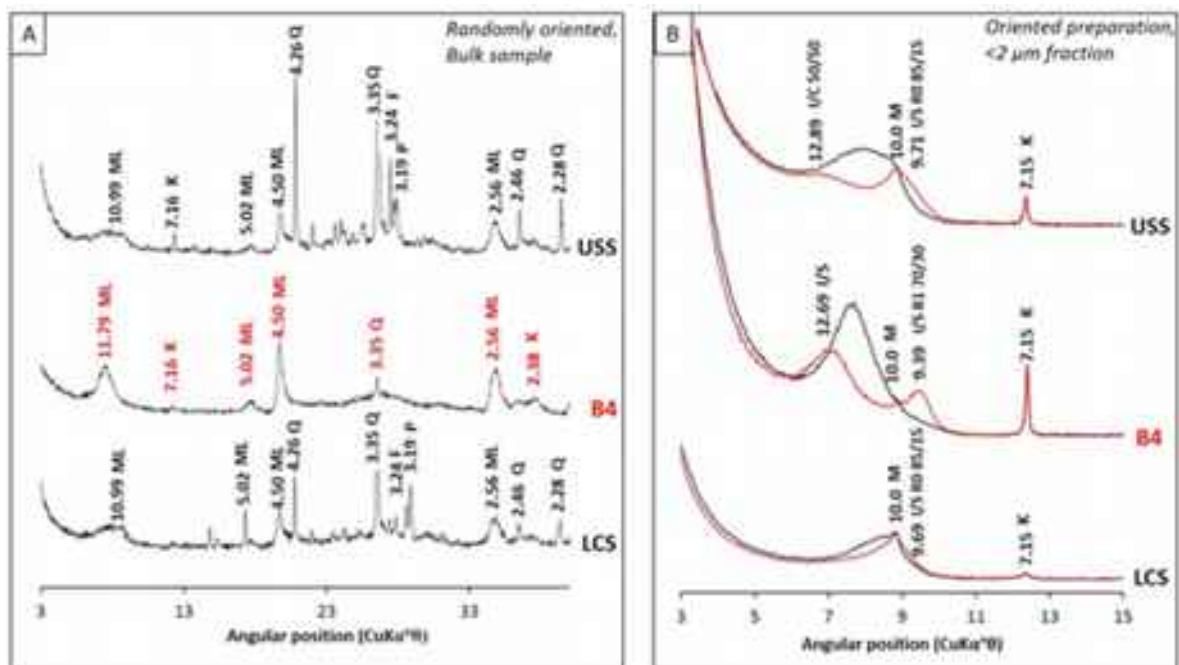 A
Randomly oriented,
Bulk sample
10.99 ML
7.16 K
5.02 ML
4.50 ML
4.26 Q
3.35 Q
3.24 F
3.19 P
2.56 ML
2.46 Q
2.28 Q
USS
11.79 ML
7.16 K
5.02 ML
4.50 ML
3.35 Q
2.56 ML
2.38 K
B4
10.99 ML
5.02 ML
4.50 ML
4.26 Q
3.35 Q
3.24 F
3.19 P
2.56 ML
2.46 Q
2.28 Q
LCS
3 13 23 33
Angular position (CuKα°θ)
B
Oriented preparation,
<2 µm fraction
12.89 I/C 50/50
10.0 M
9.71 I/S R0 85/15
7.15 K
USS
12.69 I/S
10.0 M
9.39 I/S R1 70/30
7.15 K
B4
10.0 M
9.69 I/S R0 85/15
7.15 K
LCS
3 5 7 9 11 13 15
Angular position (CuKα°θ)